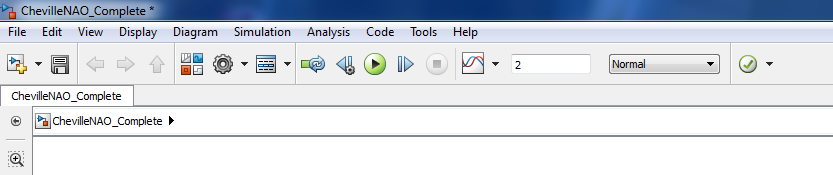 ChevilleNAO_Complete *
File Edit View Display Diagram Simulation Analysis Code Tools Help
2 Normal
ChevilleNAO_Complete
ChevilleNAO_Complete